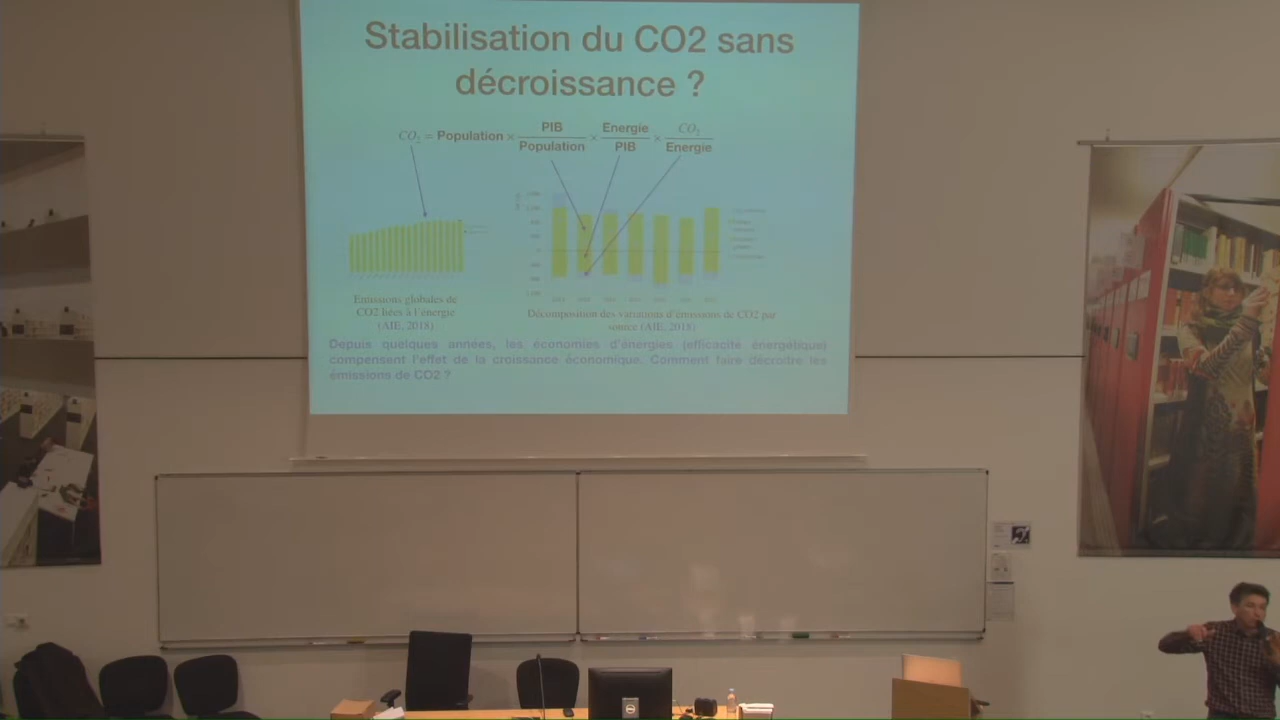 Stabilisation du CO2 sans
décroissance ?
CO₂ = Population × PIB / Population × Energie / PIB × CO₂ / Energie
Emissions globales de
CO2 liées à l'énergie
(AIE, 2018)
Décomposition des variations d'émissions de CO2 par
source (AIE, 2018)
Depuis quelques années, les économies d'énergies (efficacité énergétique)
compensent l'effet de la croissance économique. Comment faire décroître les
émissions de CO2 ?
DELL